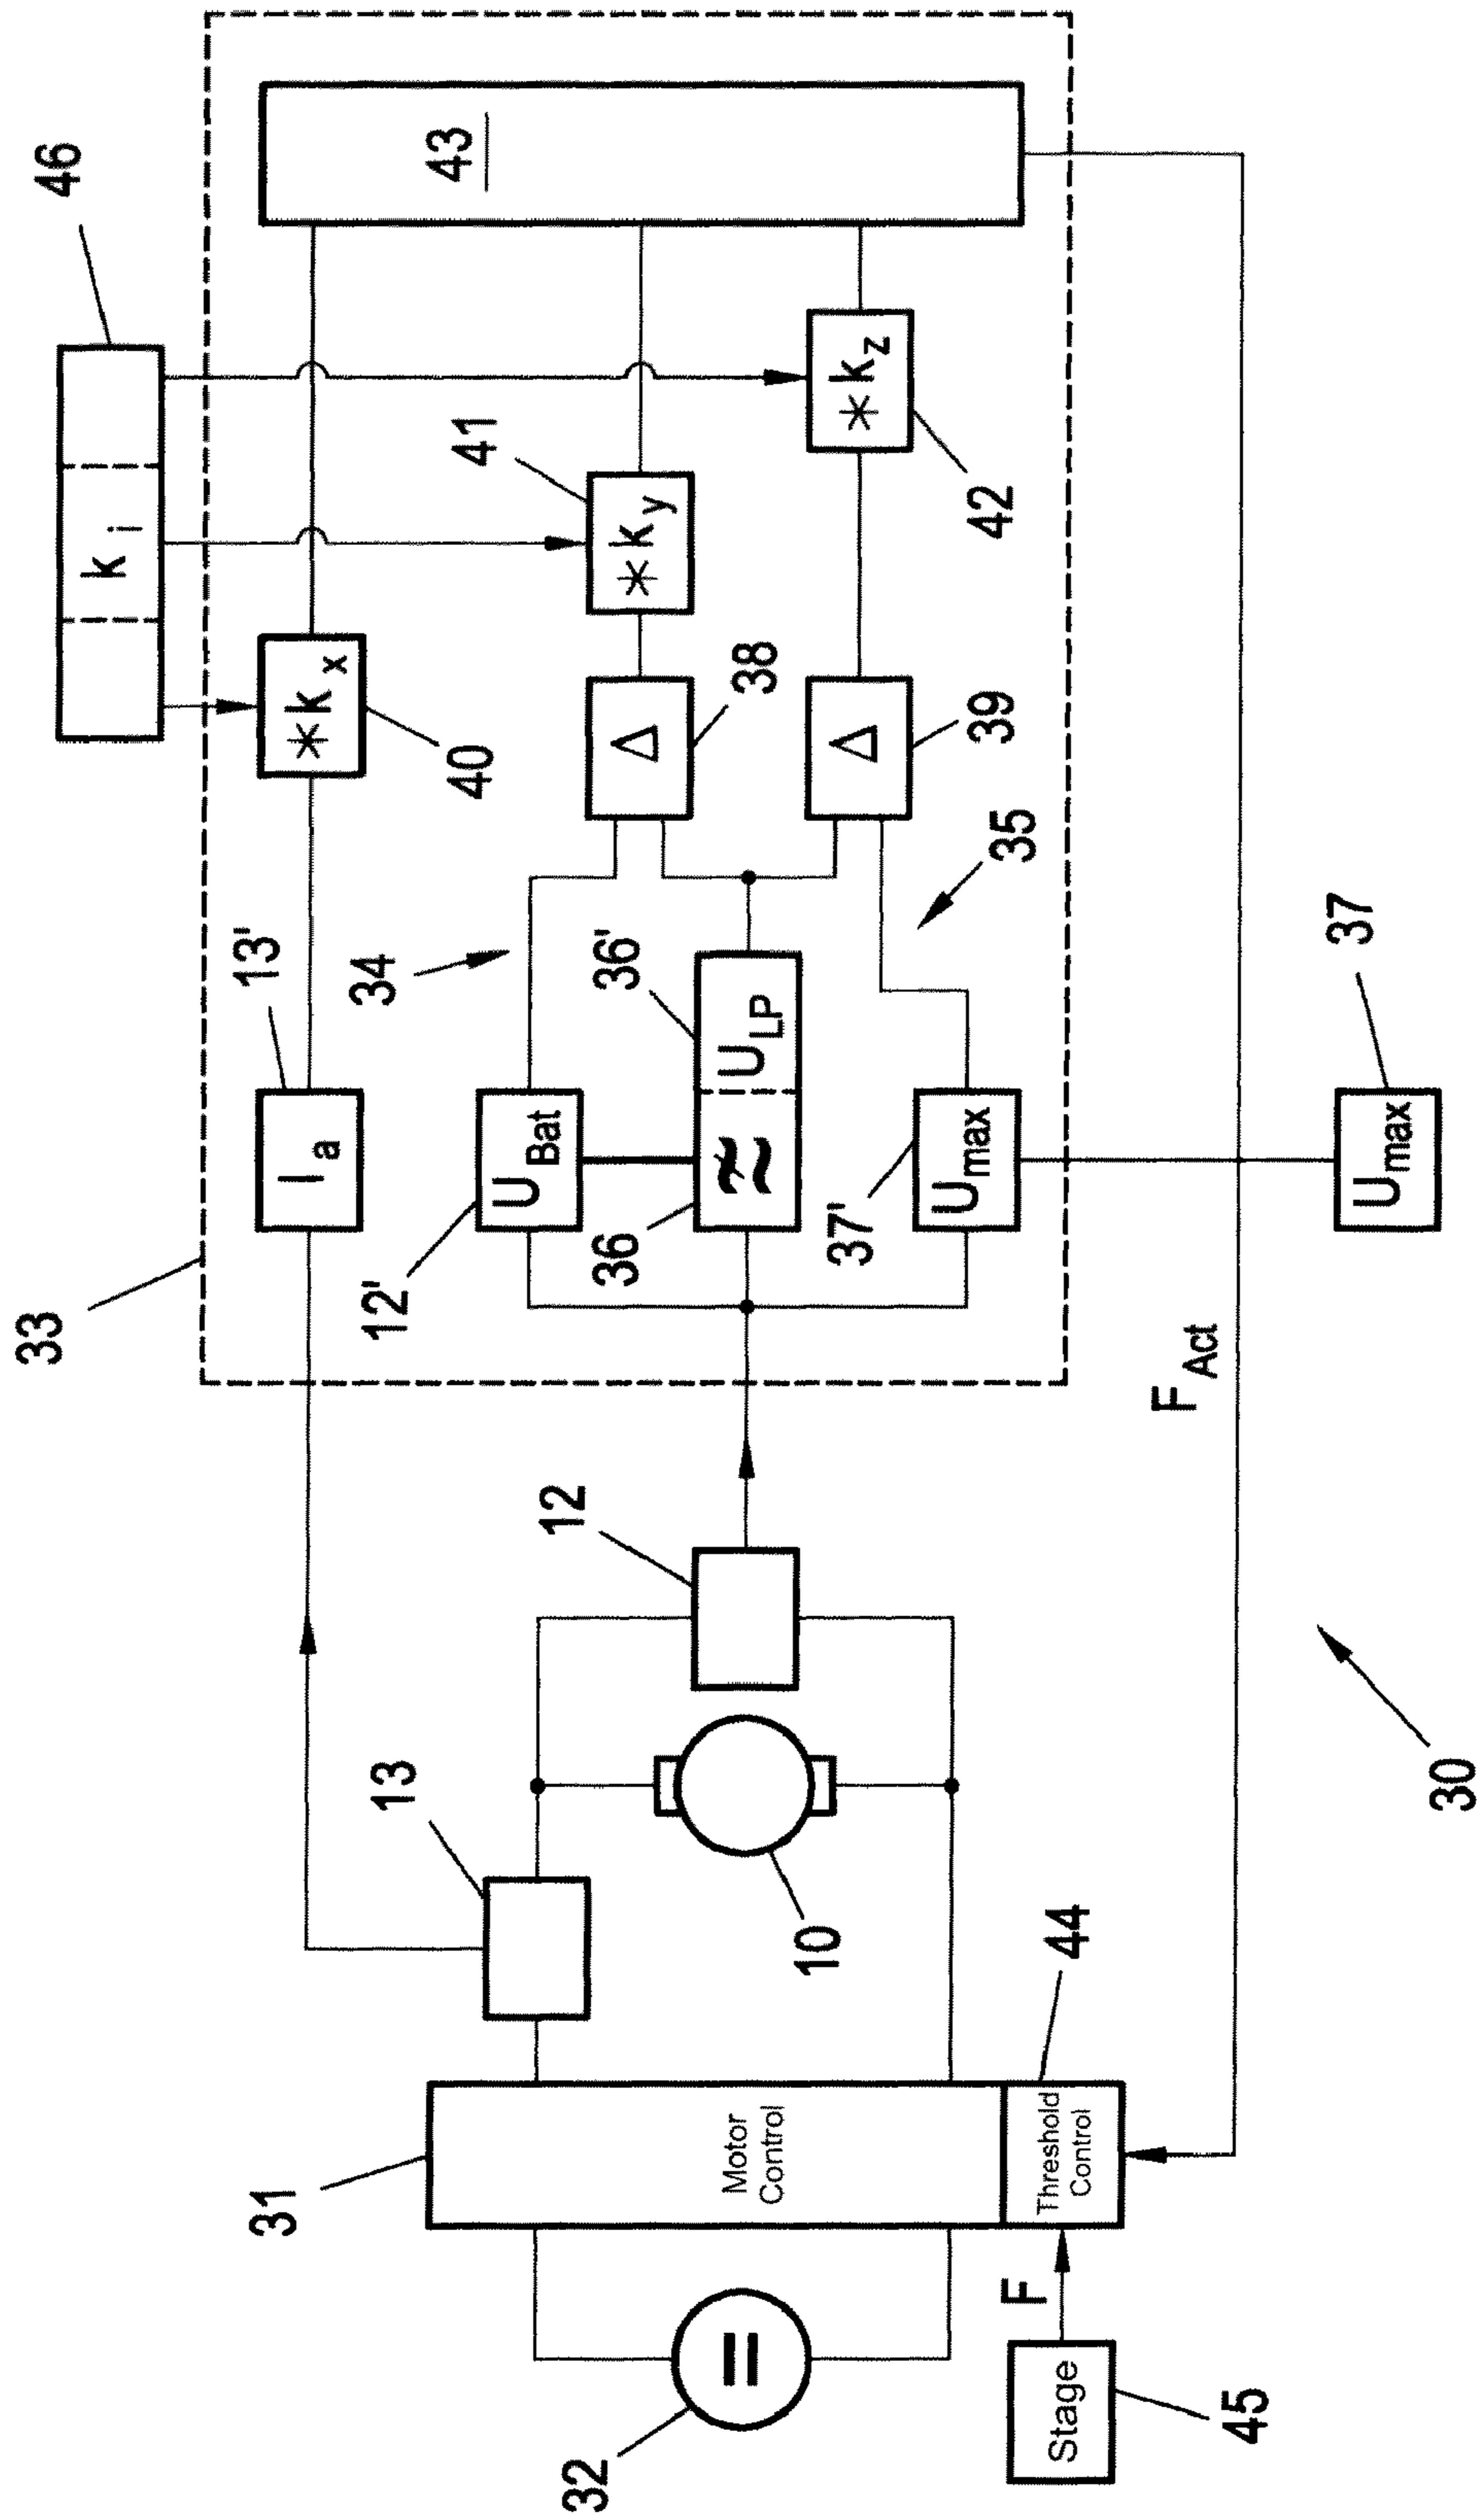 46
33
13'
I a
* k x
40
k i
43
34
12'
U Bat
36
36'
U LP
≈
Δ
38
* k y
41
37'
U max
35
Δ
39
* k z
42
31
13
12
10
Motor
Control
Threshold
Control
44
32
=
F
Stage
45
F Act
30
U max
37